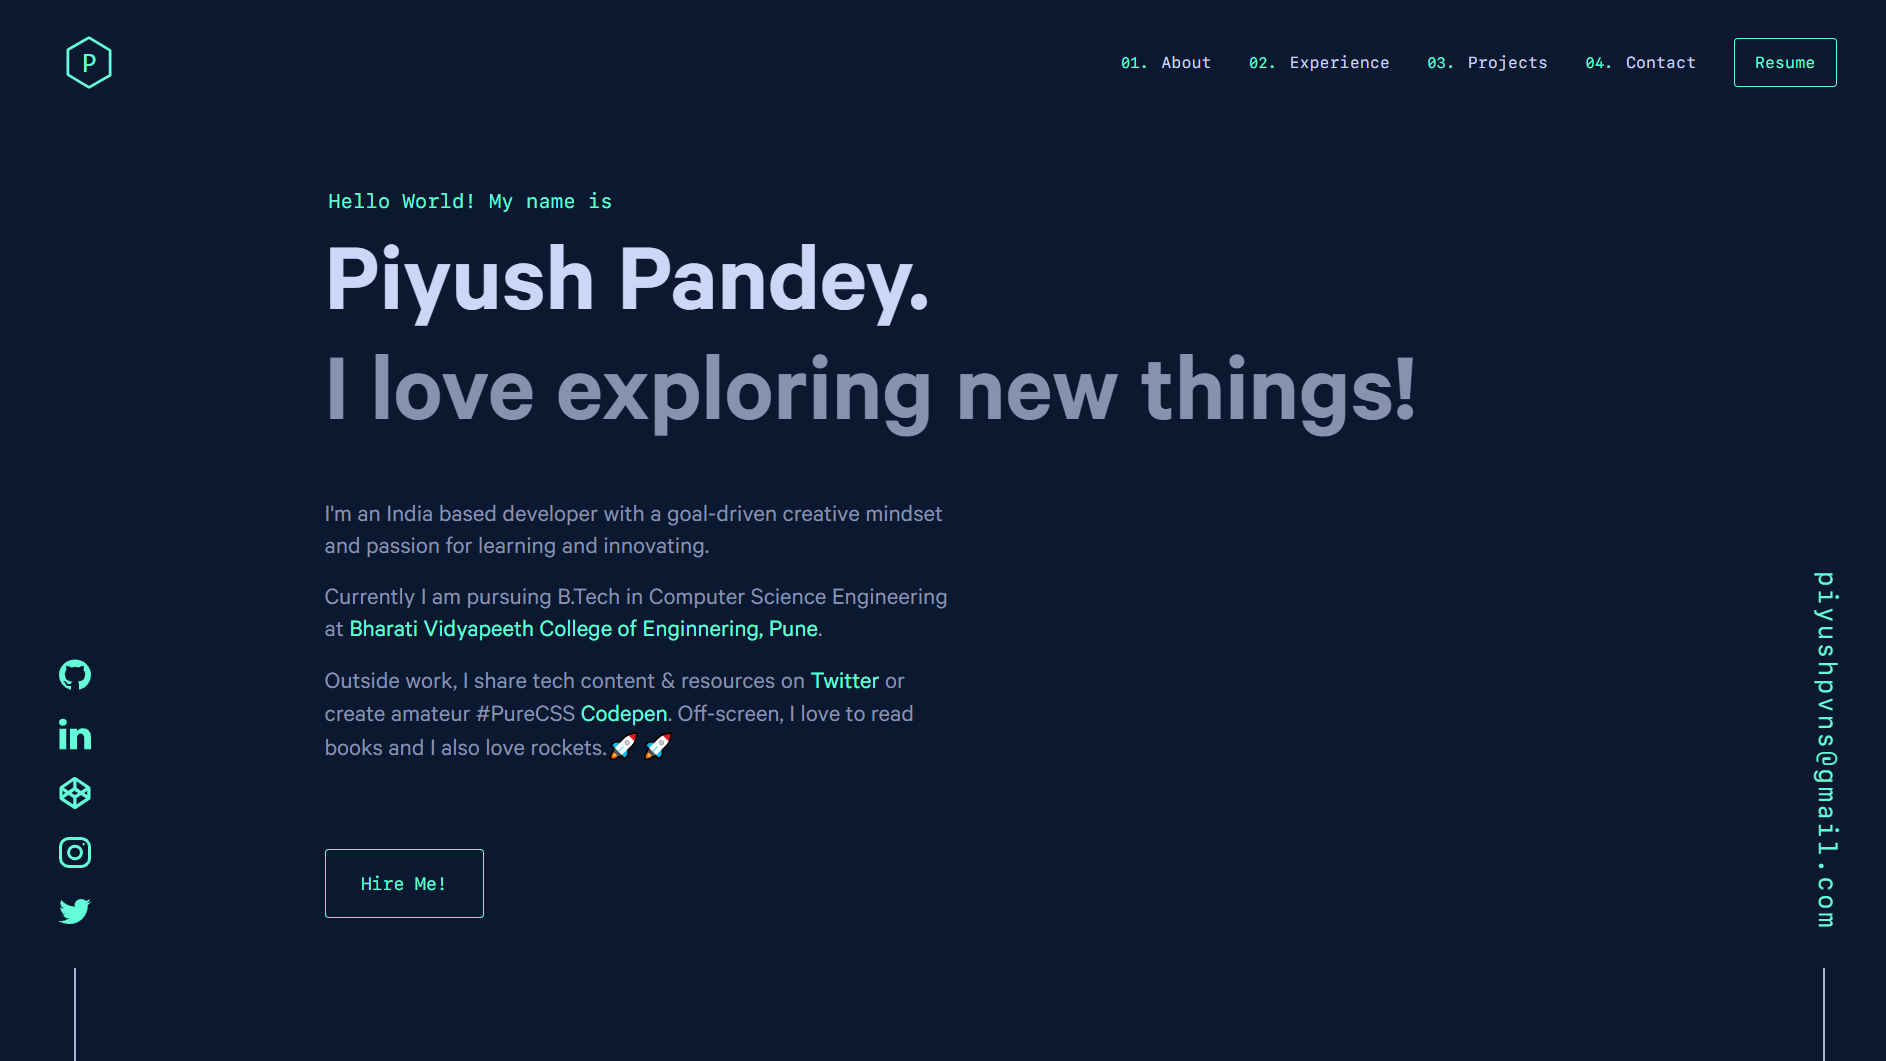 P
01. About 02. Experience 03. Projects 04. Contact Resume
Hello World! My name is
Piyush Pandey.
I love exploring new things!
I'm an India based developer with a goal-driven creative mindset
and passion for learning and innovating.
Currently I am pursuing B.Tech in Computer Science Engineering
at Bharati Vidyapeeth College of Enginnering, Pune.
Outside work, I share tech content & resources on Twitter or
create amateur #PureCSS Codepen. Off-screen, I love to read
books and I also love rockets.🚀 🚀
Hire Me!
piyushpvns@gmail.com